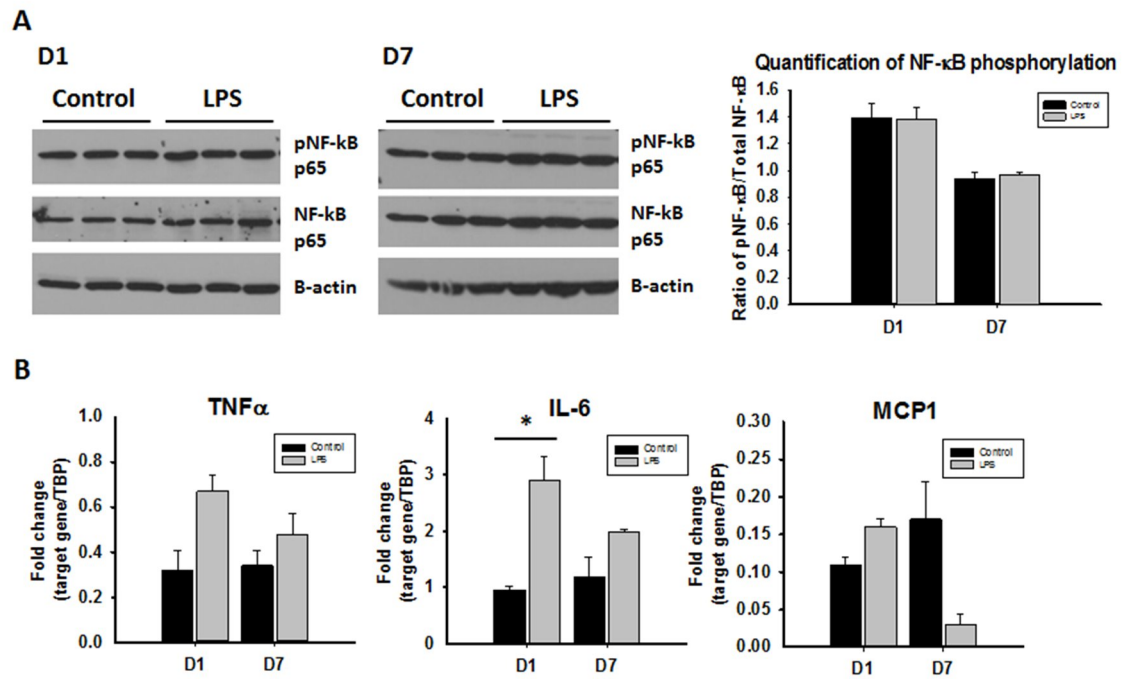 A
D1
Control LPS
pNF-kB
p65
NF-kB
p65
B-actin
D7
Control LPS
pNF-kB
p65
NF-kB
p65
B-actin
Quantification of NF-κB phosphorylation
Ratio of pNF-κB/Total NF-κB
1.6
1.4
1.2
1.0
0.8
0.6
0.4
0.2
0.0
Control
LPS
D1 D7
B
TNFα
Fold change
(target gene/TBP)
1.0
0.8
0.6
0.4
0.2
0.0
Control
LPS
D1 D7
IL-6
Fold change
(target gene/TBP)
4
3
2
1
0
*
Control
LPS
D1 D7
MCP1
Fold change
(target gene/TBP)
0.30
0.25
0.20
0.15
0.10
0.05
0.00
Control
LPS
D1 D7